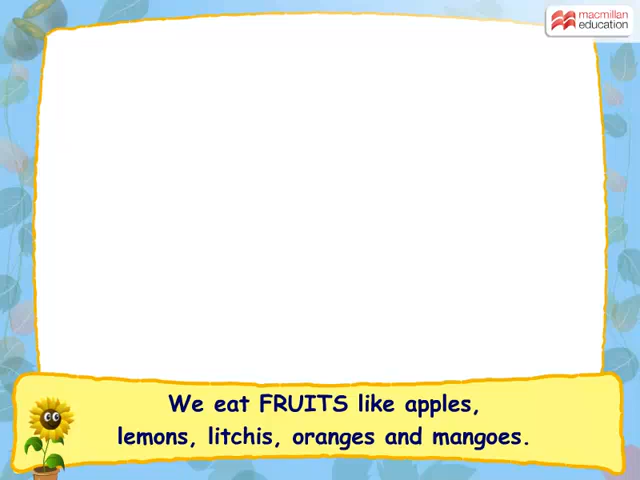 macmillan
education
We eat FRUITS like apples,
lemons, litchis, oranges and mangoes.